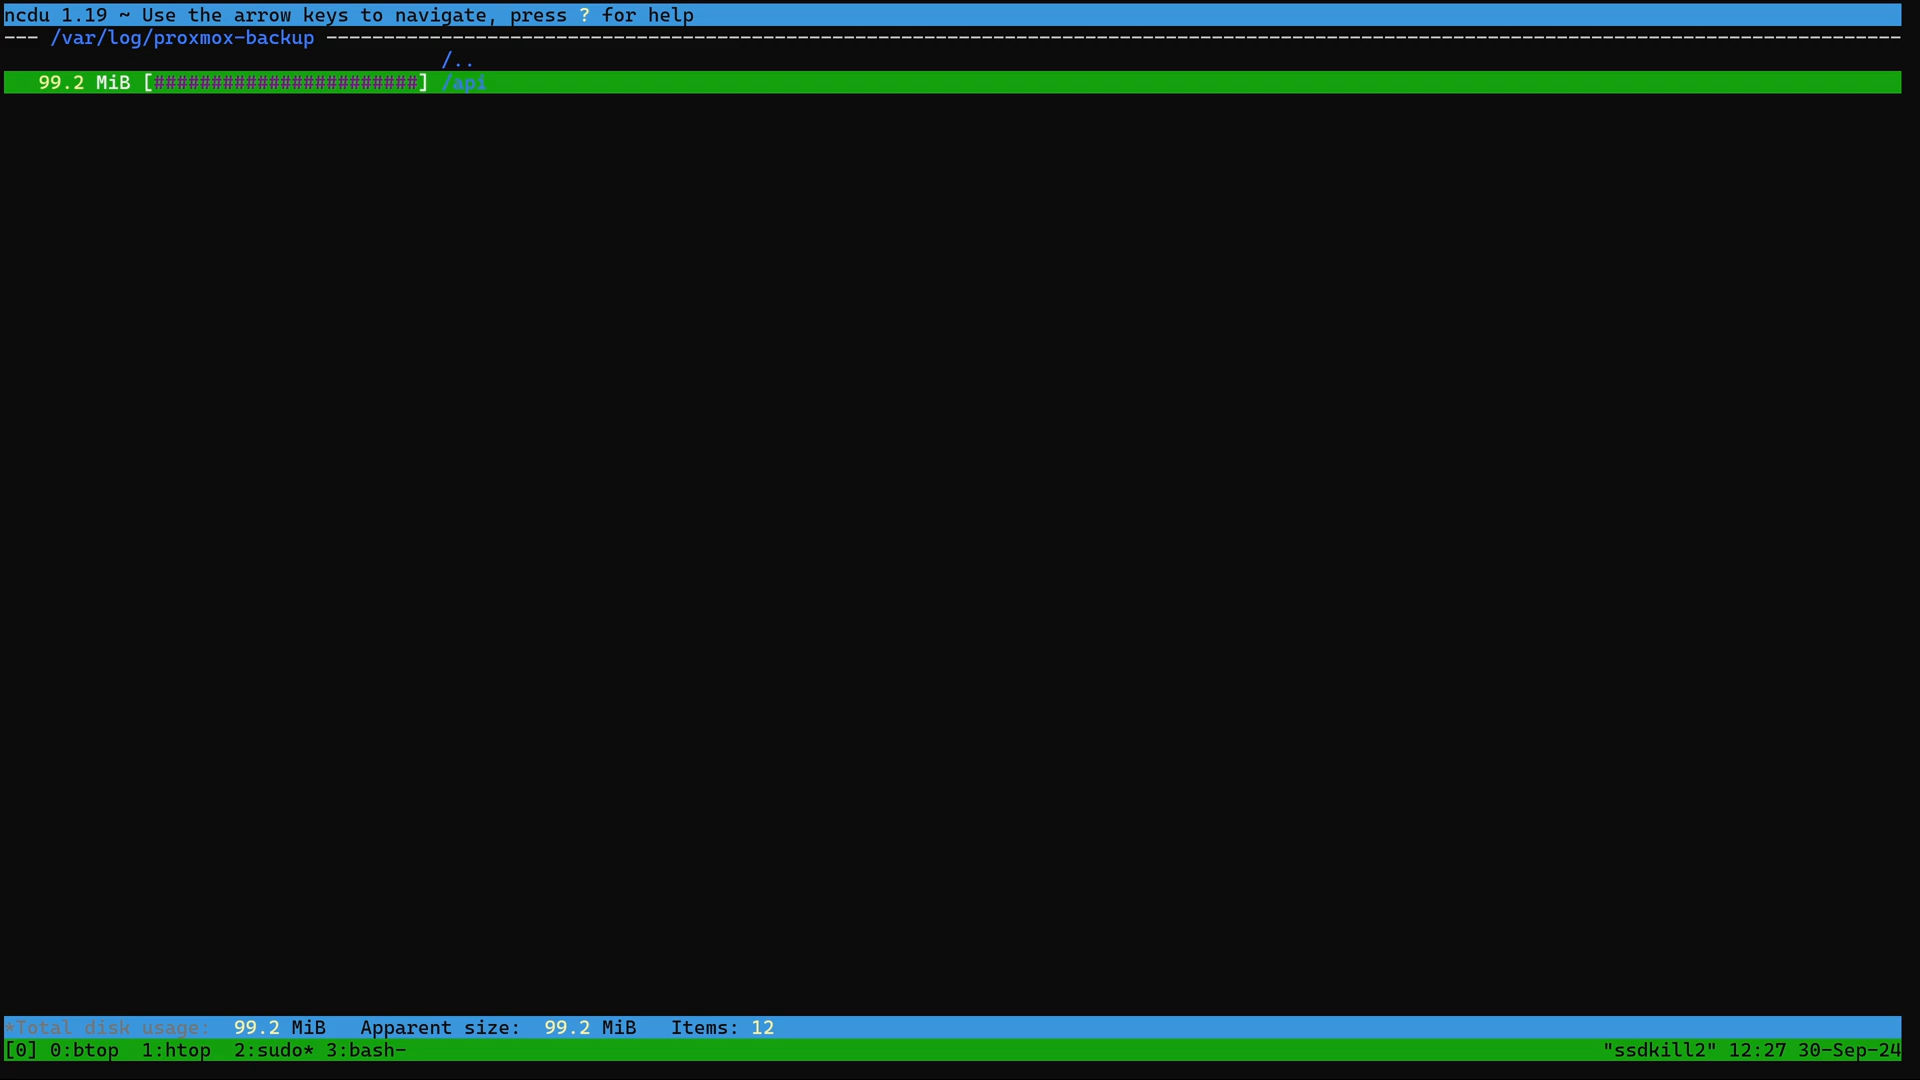 ncdu 1.19 ~ Use the arrow keys to navigate, press ? for help
--- /var/log/proxmox-backup ----------------------------------------------------------------------------------------------------------------------------------------
/..
99.2 MiB [#######################] /api
*Total disk usage:  99.2 MiB   Apparent size:  99.2 MiB   Items: 12
[0] 0:btop  1:htop  2:sudo* 3:bash-   "ssdkill2" 12:27 30-Sep-24